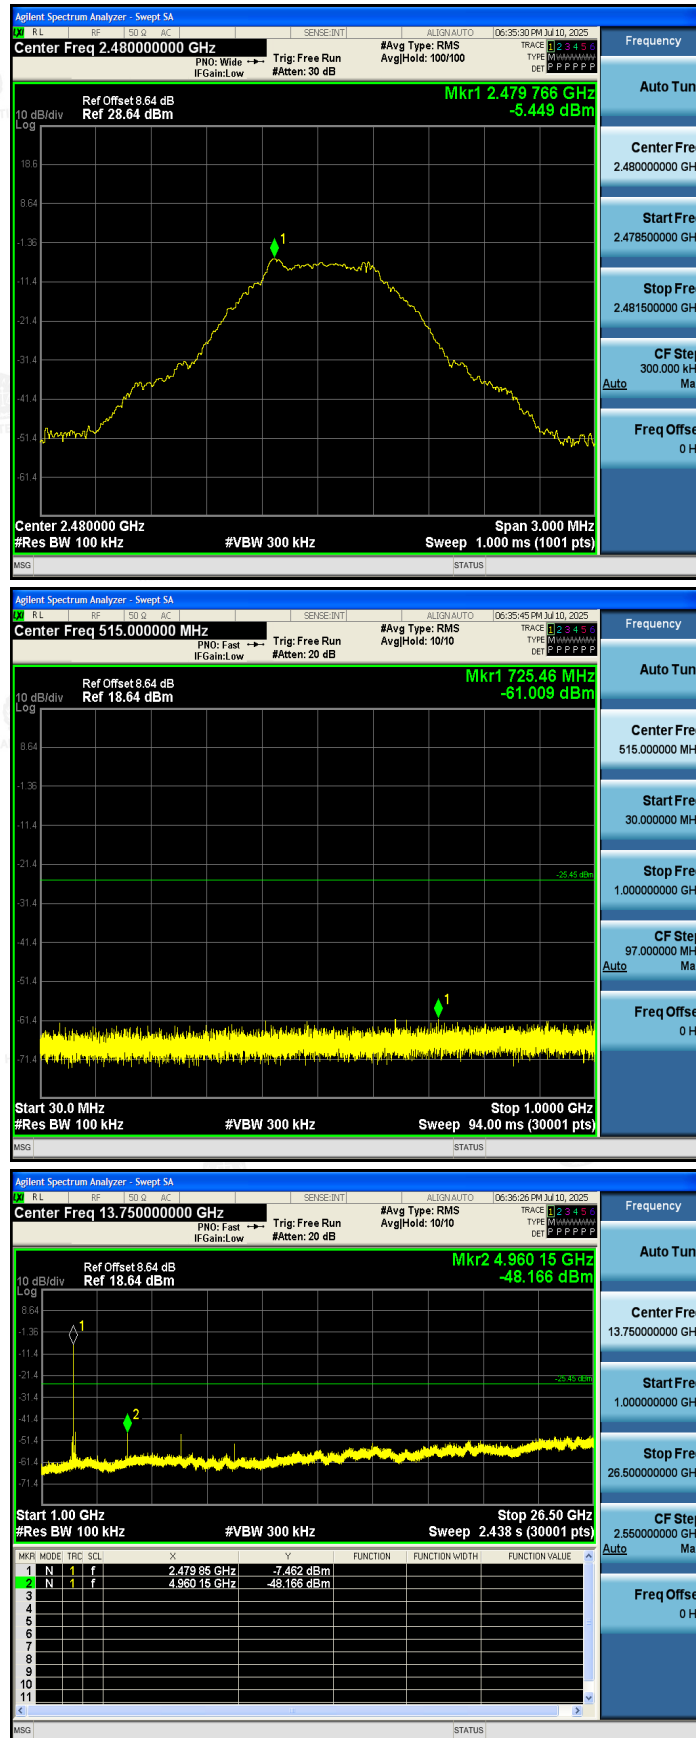 Agilent Spectrum Analyzer - Swept SA
LXI RL RF 50 Ω AC SENSE:INT ALIGN AUTO 06:35:30 PM Jul 10, 2025
Center Freq 2.480000000 GHz #Avg Type: RMS TRACE 1 2 3 4 5 6 Frequency
PNO: Wide Trig: Free Run Avg|Hold: 100/100 TYPE MWWWWW
IFGain:Low #Atten: 30 dB DET P P P P P P
Auto Tun
Mkr1 2.479 766 GHz
-5.449 dBm
Ref Offset 8.64 dB
10 dB/div Ref 28.64 dBm
Log
18.6
8.64
-1.36
-11.4
-21.4
-31.4
-41.4
-51.4
-61.4
1
Center Fre
2.480000000 GH
Start Fre
2.478500000 GH
Stop Fre
2.481500000 GH
CF Step
300.000 kH
Auto Ma
Freq Offse
0 H
Center 2.480000 GHz Span 3.000 MHz
#Res BW 100 kHz #VBW 300 kHz Sweep 1.000 ms (1001 pts)
MSG STATUS
Agilent Spectrum Analyzer - Swept SA
LXI RL RF 50 Ω AC SENSE:INT ALIGN AUTO 06:35:45 PM Jul 10, 2025
Center Freq 515.000000 MHz #Avg Type: RMS TRACE 1 2 3 4 5 6 Frequency
PNO: Fast Trig: Free Run Avg|Hold: 10/10 TYPE MWWWWW
IFGain:Low #Atten: 20 dB DET P P P P P P
Auto Tun
Mkr1 725.46 MHz
-61.009 dBm
Ref Offset 8.64 dB
10 dB/div Ref 18.64 dBm
Log
8.64
-1.36
-11.4
-21.4
-31.4
-41.4
-51.4
-61.4
-71.4
-25.45 dBm
1
Center Fre
515.000000 MH
Start Fre
30.000000 MH
Stop Fre
1.000000000 GH
CF Step
97.000000 MH
Auto Ma
Freq Offse
0 H
Start 30.0 MHz Stop 1.0000 GHz
#Res BW 100 kHz #VBW 300 kHz Sweep 94.00 ms (30001 pts)
MSG STATUS
Agilent Spectrum Analyzer - Swept SA
LXI RL RF 50 Ω AC SENSE:INT ALIGN AUTO 06:36:26 PM Jul 10, 2025
Center Freq 13.750000000 GHz #Avg Type: RMS TRACE 1 2 3 4 5 6 Frequency
PNO: Fast Trig: Free Run Avg|Hold: 10/10 TYPE MWWWWW
IFGain:Low #Atten: 20 dB DET P P P P P P
Auto Tun
Mkr2 4.960 15 GHz
-48.166 dBm
Ref Offset 8.64 dB
10 dB/div Ref 18.64 dBm
Log
8.64
-1.36
-11.4
-21.4
-31.4
-41.4
-51.4
-61.4
-71.4
1
-25.45 dBm
2
Center Fre
13.750000000 GH
Start Fre
1.000000000 GH
Stop Fre
26.500000000 GH
CF Step
2.550000000 GH
Auto Ma
Freq Offse
0 H
Start 1.00 GHz Stop 26.50 GHz
#Res BW 100 kHz #VBW 300 kHz Sweep 2.438 s (30001 pts)
MKR MODE TRC SCL X Y FUNCTION FUNCTION WIDTH FUNCTION VALUE
1 N 1 f 2.479 85 GHz -7.462 dBm
2 N 1 f 4.960 15 GHz -48.166 dBm
3
4
5
6
7
8
9
10
11
MSG STATUS